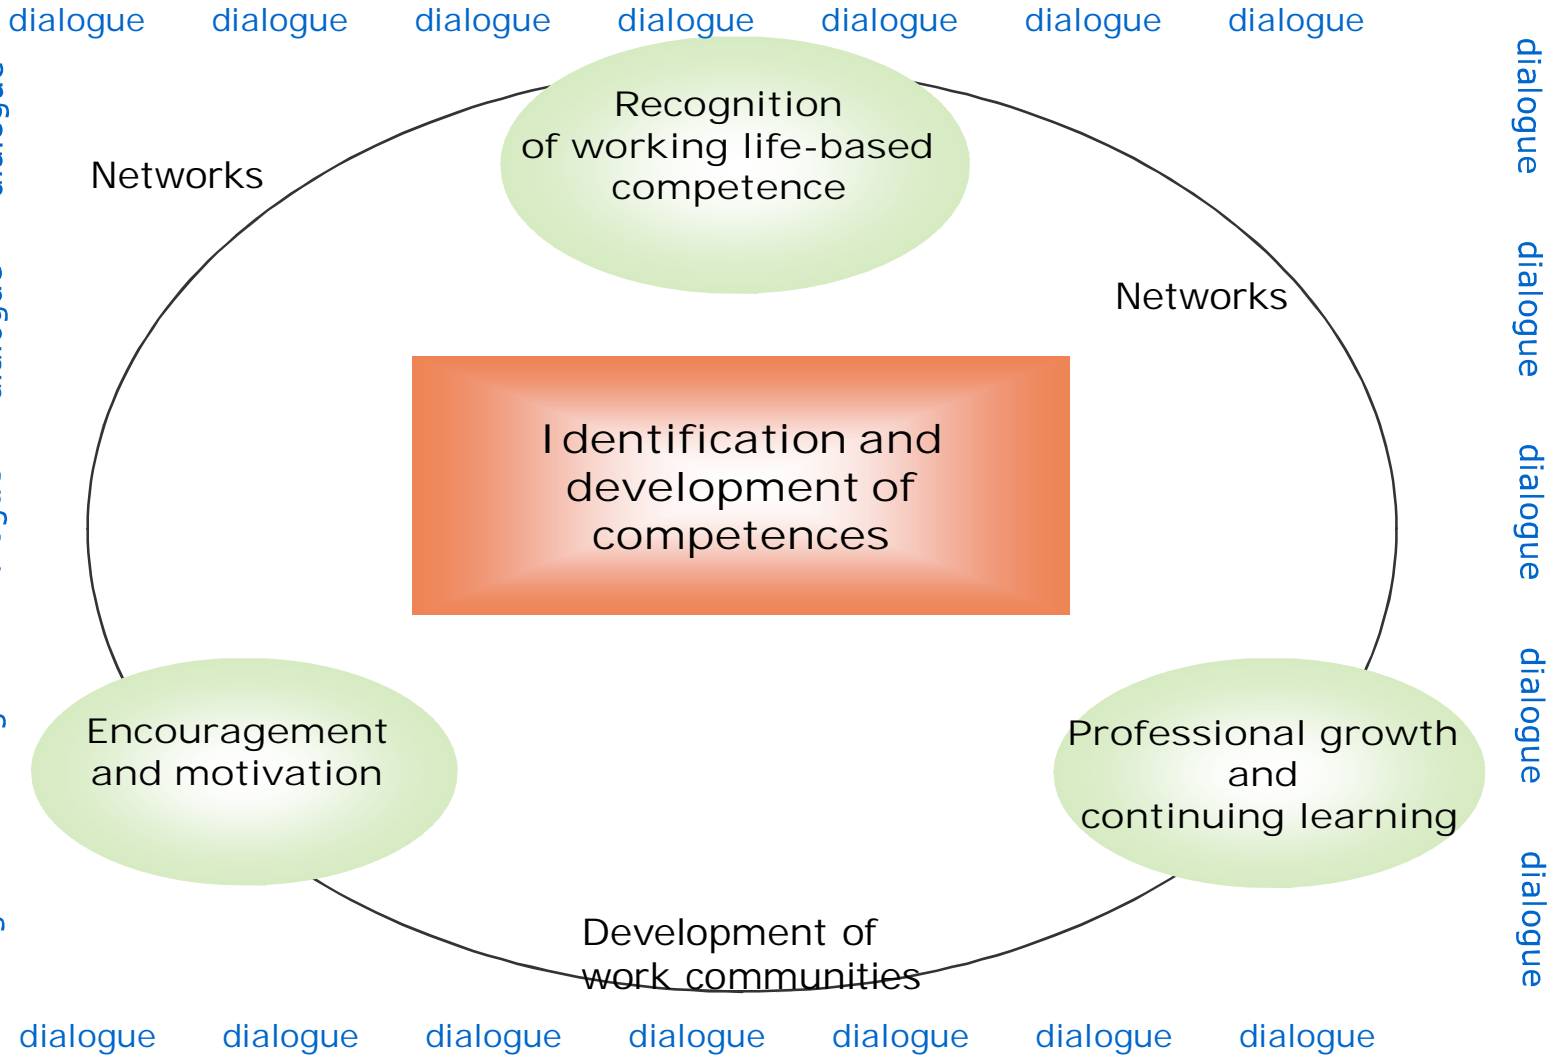 dialogue dialogue dialogue dialogue dialogue dialogue dialogue
Recognition
of working life-based
competence
Networks
Networks
Identification and
development of
competences
Encouragement
and motivation
Professional growth
and
continuing learning
Development of
work communities
dialogue
dialogue
dialogue
dialogue
dialogue
dialogue dialogue dialogue dialogue dialogue dialogue dialogue